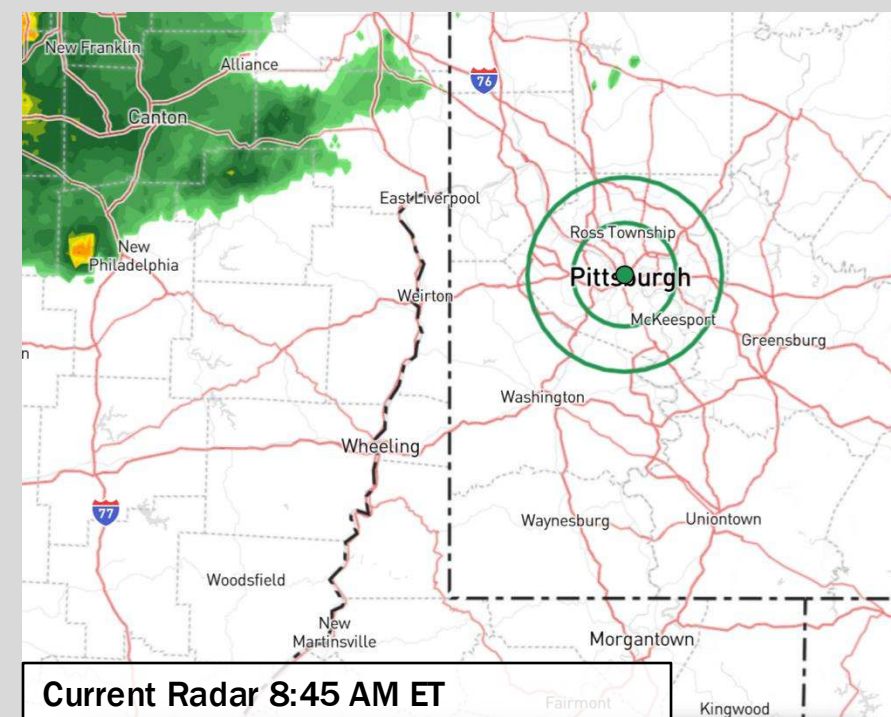 New Franklin
Alliance
76
Canton
East Liverpool
Ross Township
New
Philadelphia
Pittsburgh
Weirton
McKeesport
n
Greensburg
Washington
Wheeling
77
Waynesburg
Uniontown
Woodsfield
New
Martinsville
Morgantown
Current Radar 8:45 AM ET
Fairmont
Kingwood